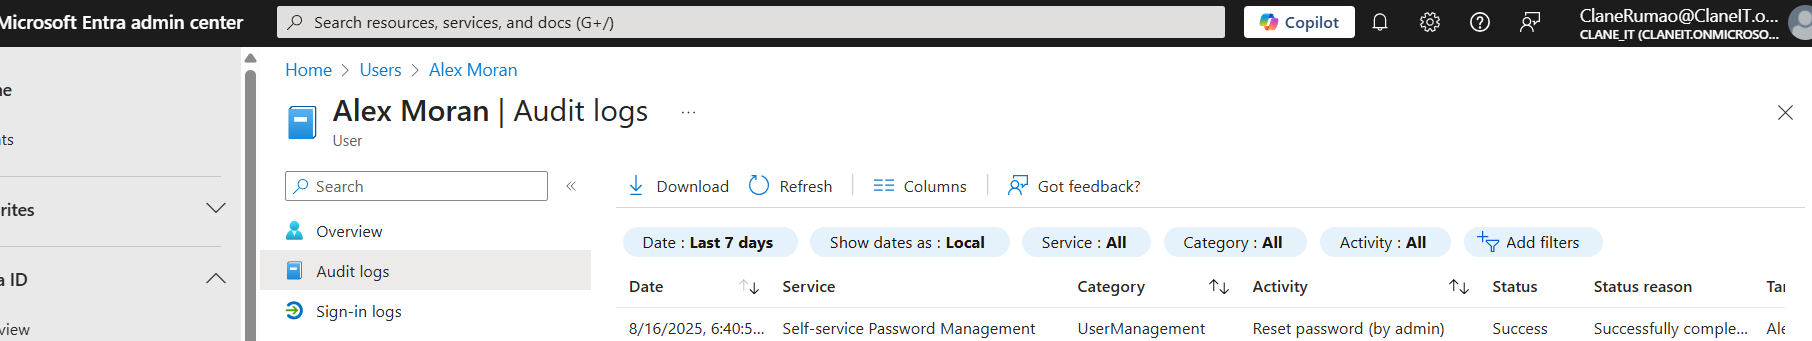 Microsoft Entra admin center
Search resources, services, and docs (G+/)
Copilot
ClaneRumao@ClaneIT.o...
CLANE_IT (CLANEIT.ONMICROSO...
Home > Users > Alex Moran
ne
Alex Moran | Audit logs ...
User
nts
Search
«
Download
Refresh
Columns
Got feedback?
rites
Overview
Date : Last 7 days
Show dates as : Local
Service : All
Category : All
Activity : All
Add filters
a ID
Audit logs
Date
Service
Category
Activity
Status
Status reason
Tar
Sign-in logs
view
8/16/2025, 6:40:5...
Self-service Password Management
UserManagement
Reset password (by admin)
Success
Successfully comple...
Ale